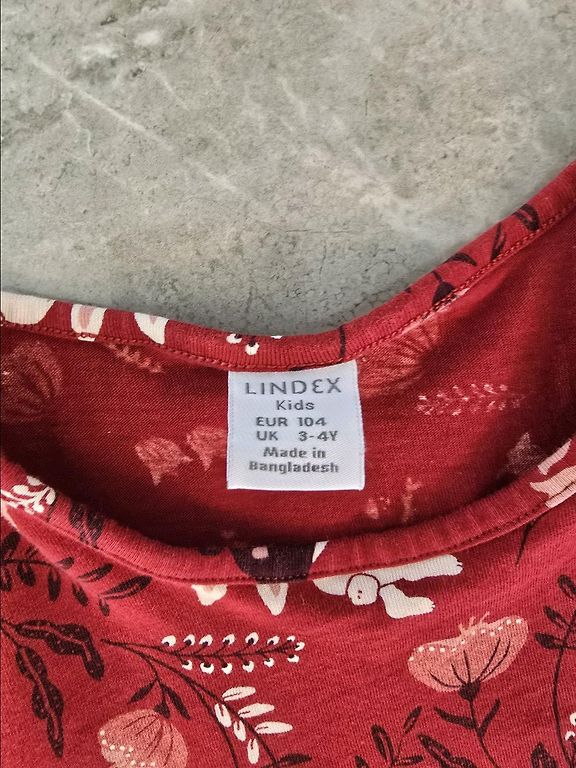 LINDEX
Kids
EUR 104
UK 3-4Y
Made in
Bangladesh